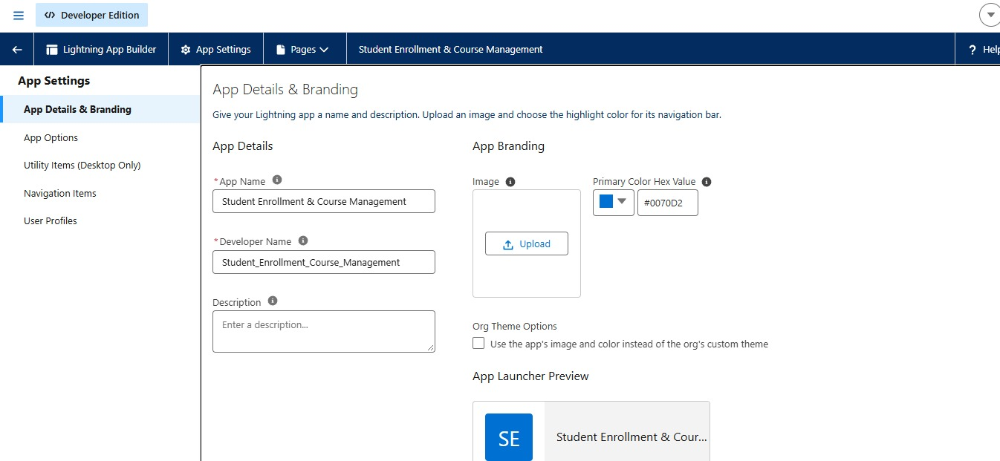 Developer Edition
Lightning App Builder
App Settings
Pages
Student Enrollment & Course Management
? Help
App Settings
App Details & Branding
App Options
Utility Items (Desktop Only)
Navigation Items
User Profiles
App Details & Branding
Give your Lightning app a name and description. Upload an image and choose the highlight color for its navigation bar.
App Details
*App Name
Student Enrollment & Course Management
*Developer Name
Student_Enrollment_Course_Management
Description
Enter a description...
App Branding
Image
Upload
Primary Color Hex Value
#0070D2
Org Theme Options
Use the app's image and color instead of the org's custom theme
App Launcher Preview
SE
Student Enrollment & Cour...